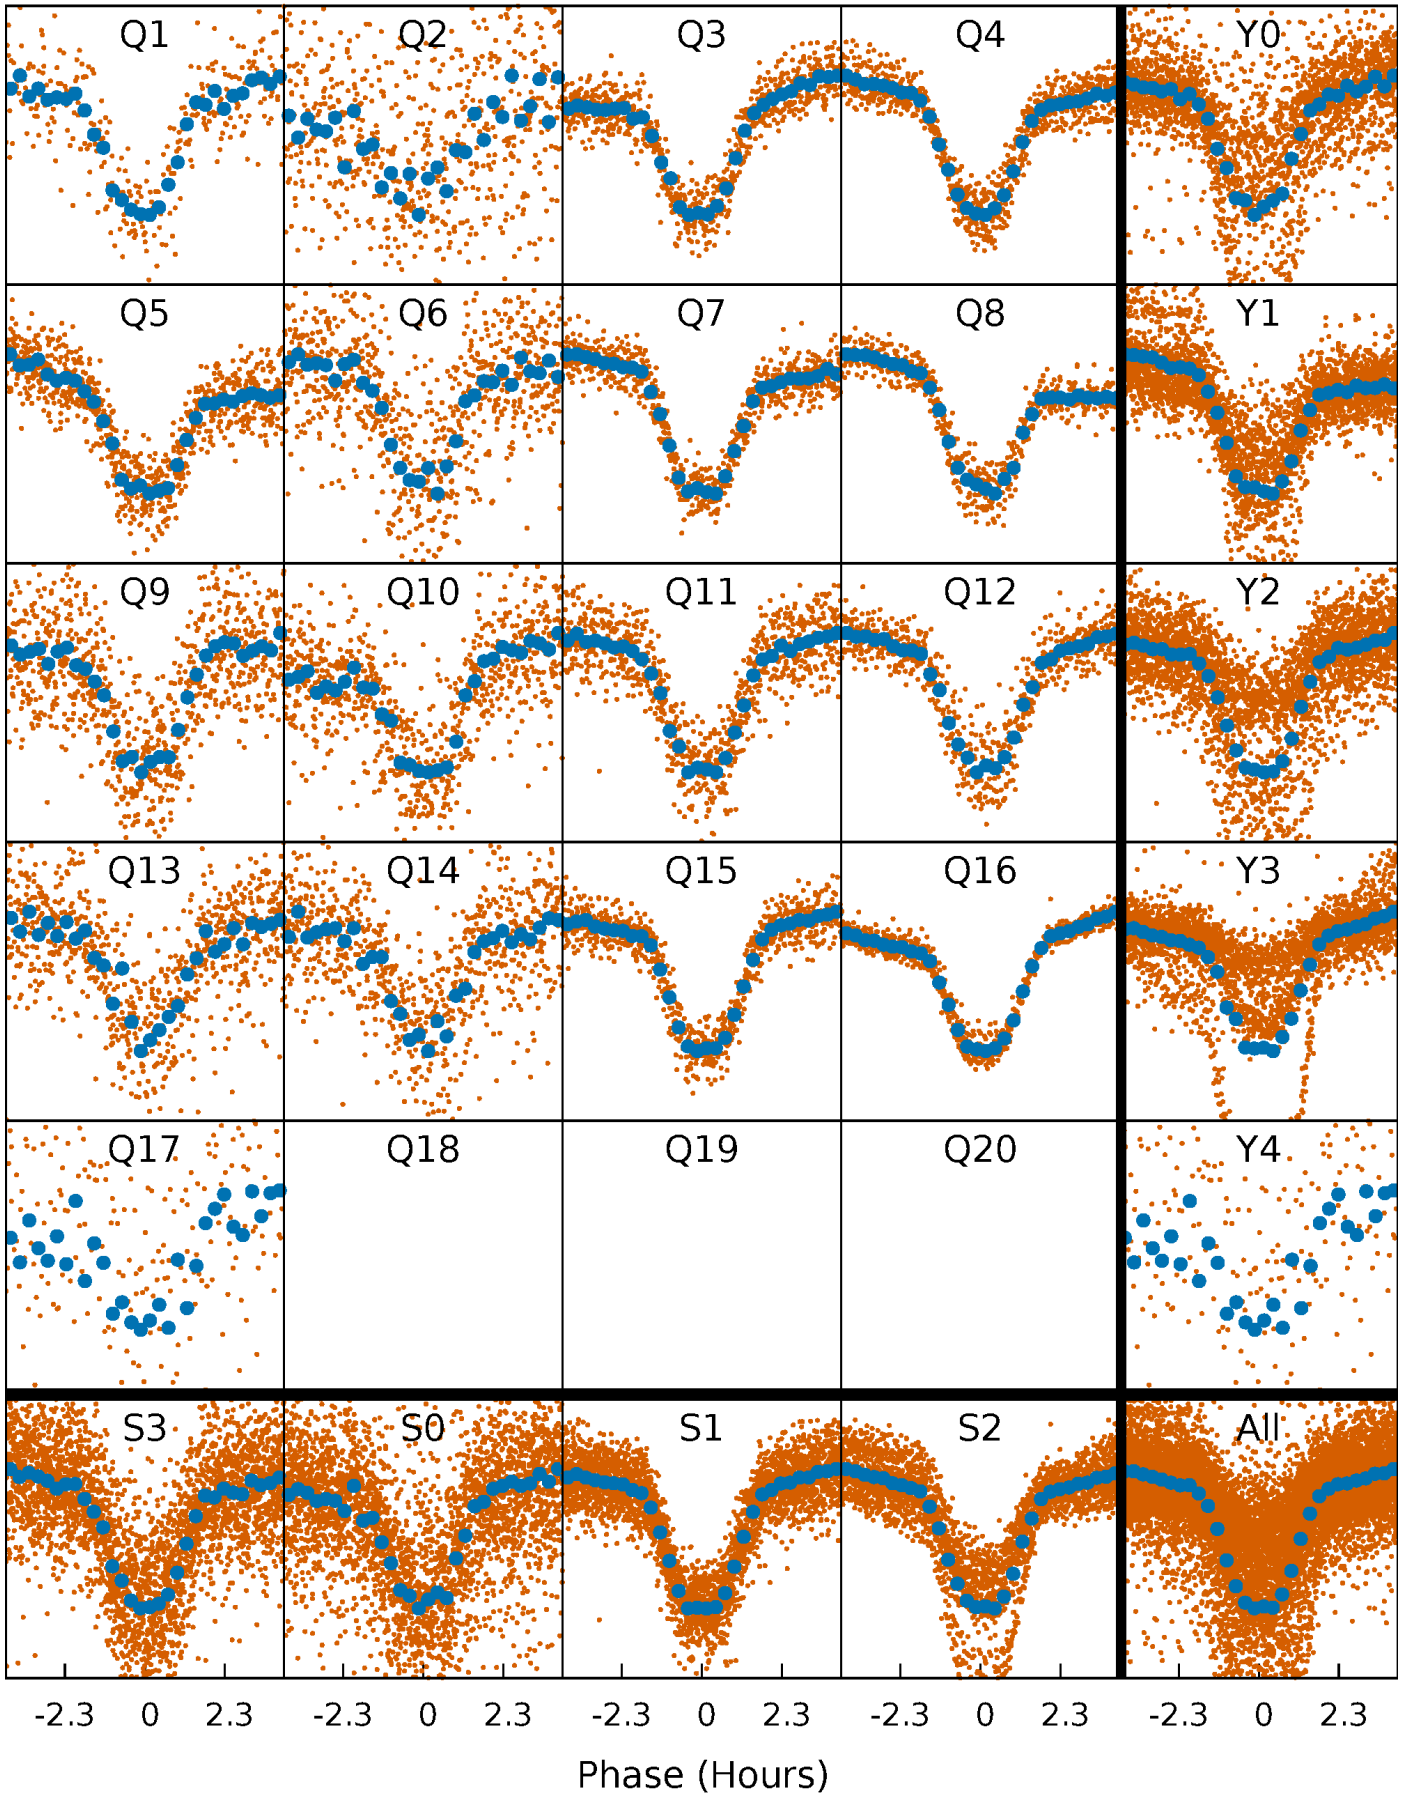 Q1 Q2 Q3 Q4 Y0
Q5 Q6 Q7 Q8 Y1
Q9 Q10 Q11 Q12 Y2
Q13 Q14 Q15 Q16 Y3
Q17 Q18 Q19 Q20 Y4
S3 S0 S1 S2 All
-2.3 0 2.3 -2.3 0 2.3 -2.3 0 2.3 -2.3 0 2.3 -2.3 0 2.3
Phase (Hours)